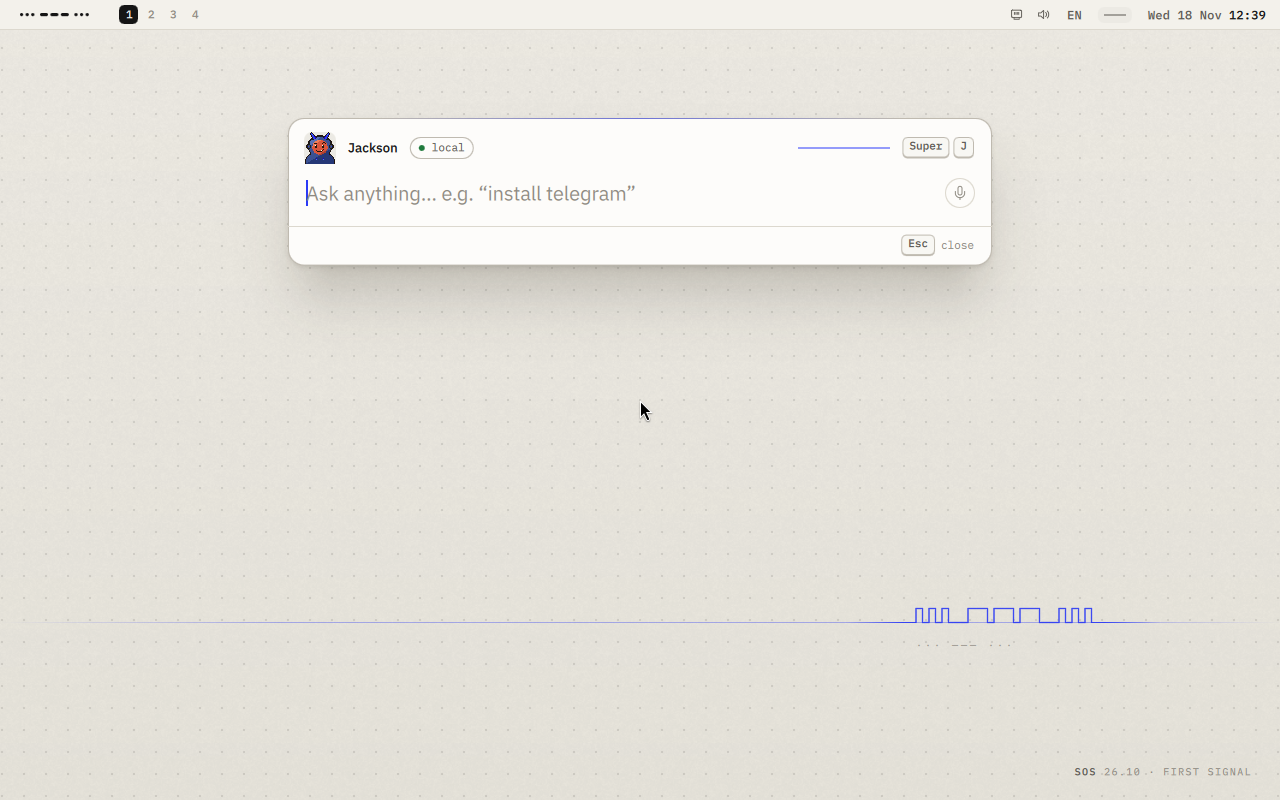 1 2 3 4
EN
Wed 18 Nov 12:39
Jackson
local
Super J
Ask anything... e.g. “install telegram”
Esc close
... ——— ...
SOS 26.10 · FIRST SIGNAL